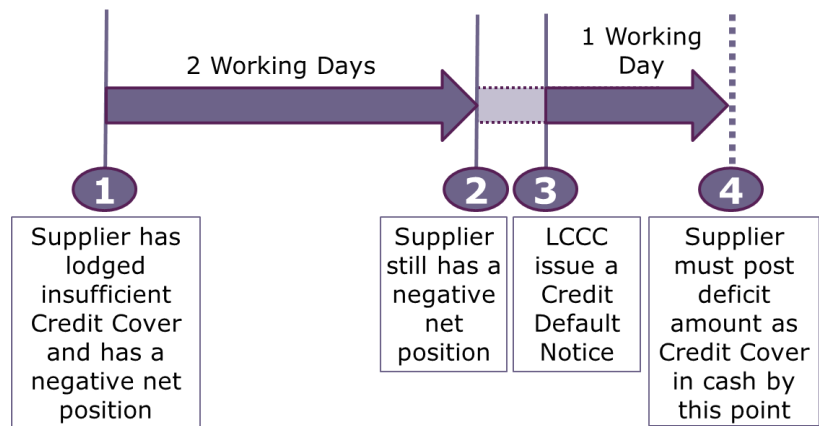 2 Working Days
1 Working
Day
1
2
3
4
Supplier has
lodged
insufficient
Credit Cover
and has a
negative net
position
Supplier
still has a
negative
net
position
LCCC
issue a
Credit
Default
Notice
Supplier
must post
deficit
amount as
Credit Cover
in cash by
this point